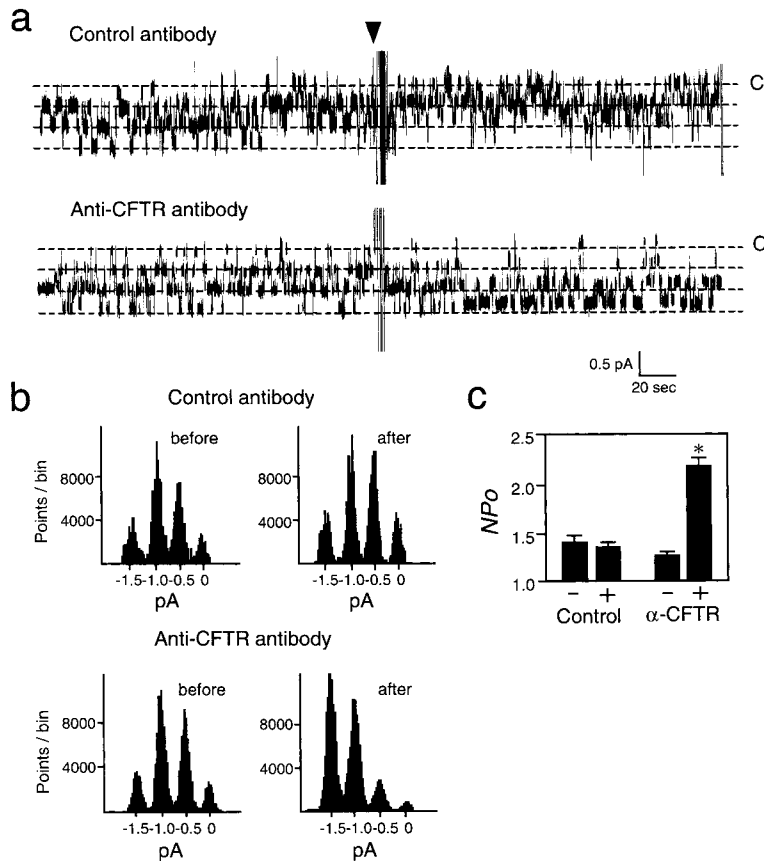 a
Control antibody
C
Anti-CFTR antibody
C
0.5 pA
20 sec
b
Control antibody
before
after
Points / bin
8000
4000
8000
4000
-1.5-1.0-0.5 0
-1.5-1.0-0.5 0
pA
pA
Anti-CFTR antibody
before
after
Points / bin
8000
4000
8000
4000
-1.5-1.0-0.5 0
-1.5-1.0-0.5 0
pA
pA
c
NPo
2.5
2.0
1.5
1.0
*
- + - +
Control α-CFTR